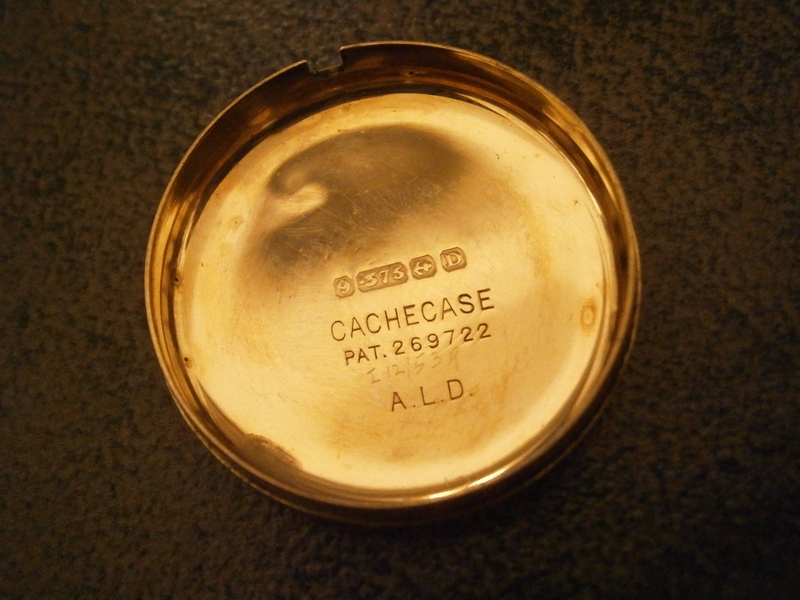 9 .375 D
CACHECASE
PAT. 269722
A.L.D.